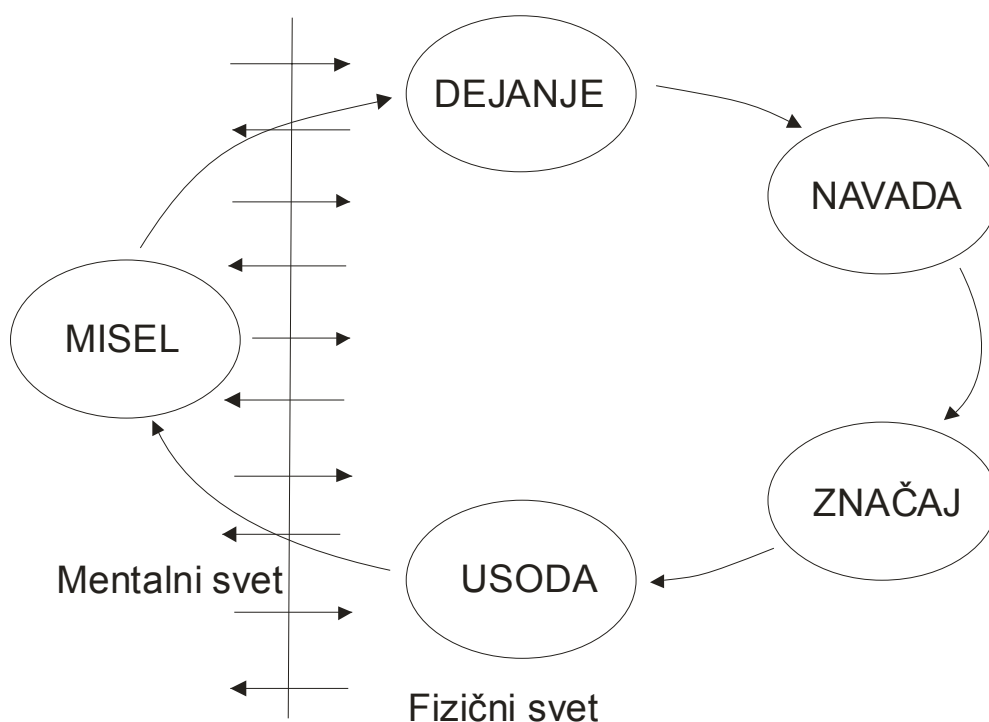 DEJANJE
NAVADA
MISEL
ZNAČAJ
USODA
Mentalni svet
Fizični svet